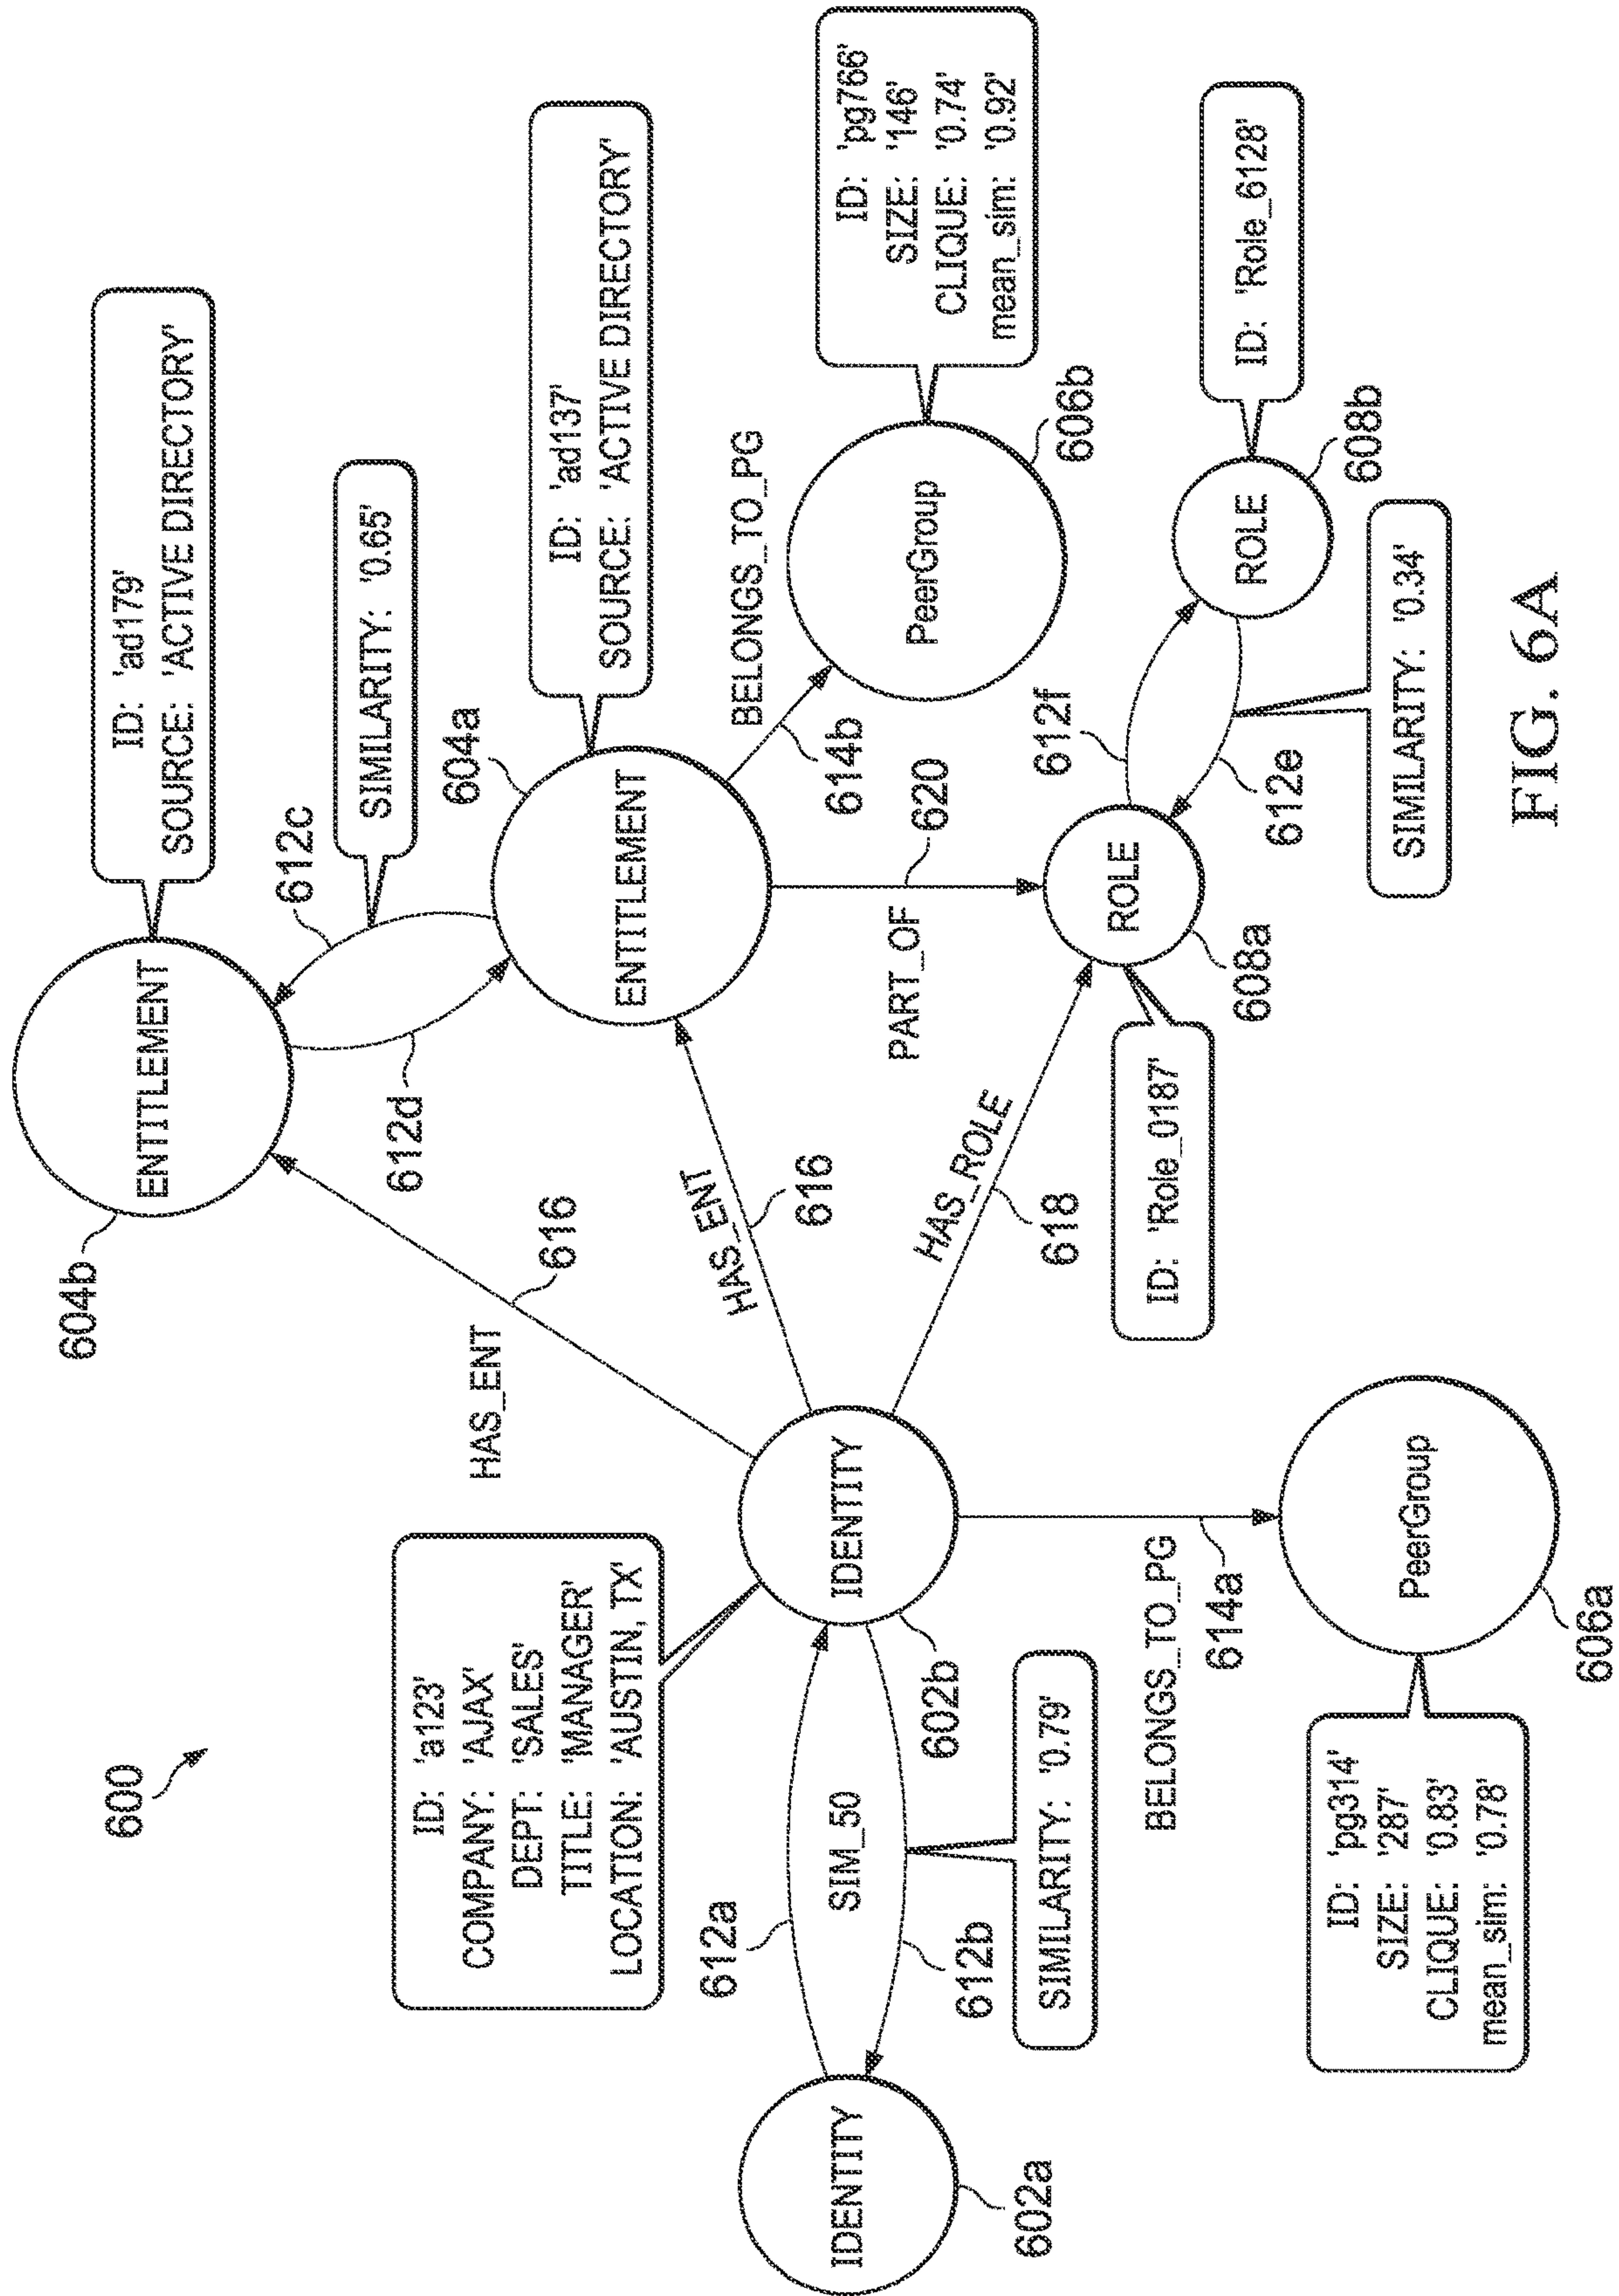 600
604b
ENTITLEMENT
ID: 'ad179'
SOURCE: 'ACTIVE DIRECTORY'
HAS_ENT
616
612d
612c
SIMILARITY: '0.65'
604a
ENTITLEMENT
ID: 'ad137'
SOURCE: 'ACTIVE DIRECTORY'
ID: 'a123'
COMPANY: 'AJAX'
DEPT: 'SALES'
TITLE: 'MANAGER'
LOCATION: 'AUSTIN, TX'
HAS_ENT
616
BELONGS_TO_PG
614b
PeerGroup
606b
ID: 'pg766'
SIZE: '146'
CLIQUE: '0.74'
mean_sim: '0.92'
612a
SIM_50
612b
SIMILARITY: '0.79'
IDENTITY
602a
IDENTITY
602b
HAS_ROLE
618
PART_OF
620
ROLE
608a
ID: 'Role_0187'
612f
612e
SIMILARITY: '0.34'
ROLE
608b
ID: 'Role_6128'
BELONGS_TO_PG
614a
PeerGroup
606a
ID: 'pg314'
SIZE: '287'
CLIQUE: '0.83'
mean_sim: '0.78'
FIG. 6A